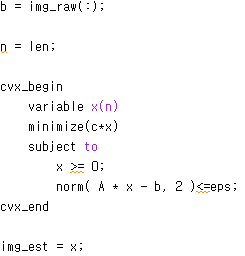 b = img_raw(:);
n = len;
cvx_begin
variable x(n)
minimize(c*x)
subject to
x >= 0;
norm( A * x - b, 2 )<=eps;
cvx_end
img_est = x;